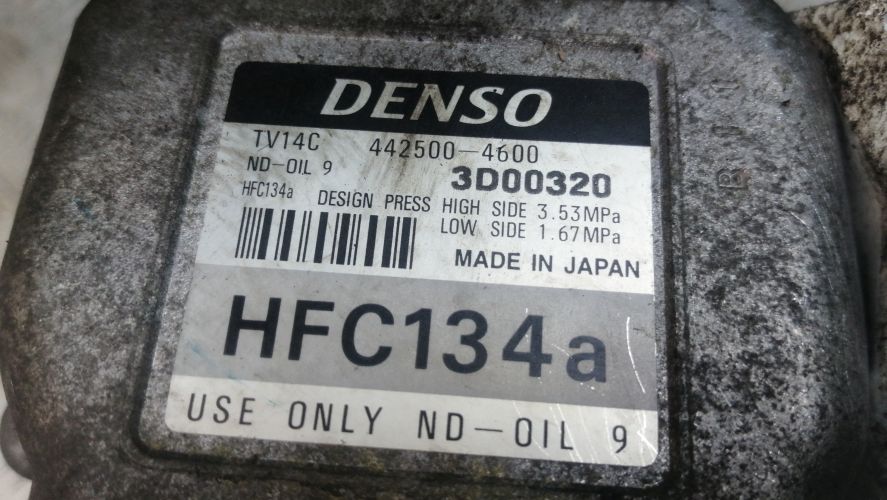 DENSO
TV14C 442500-4600
ND-OIL 9 3D00320
HFC134a DESIGN PRESS HIGH SIDE 3.53MPa
LOW SIDE 1.67MPa
MADE IN JAPAN
HFC134a
USE ONLY ND-OIL 9